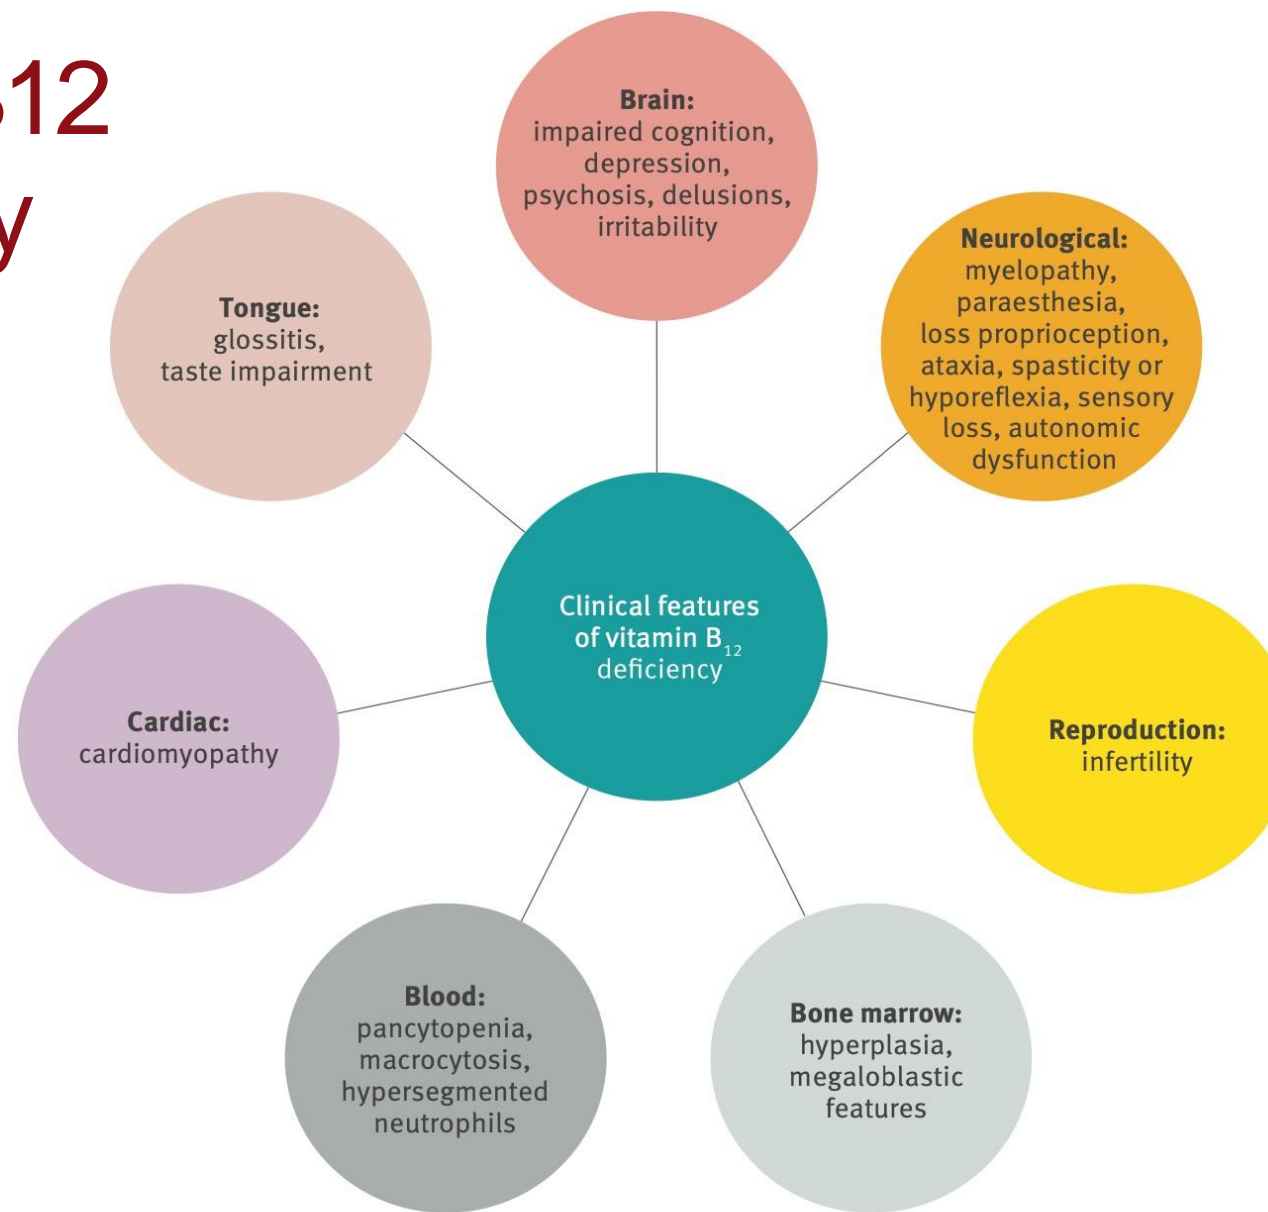 B12
y
Brain:
impaired cognition,
depression,
psychosis, delusions,
irritability
Neurological:
myelopathy,
paraesthesia,
loss proprioception,
ataxia, spasticity or
hyporeflexia, sensory
loss, autonomic
dysfunction
Tongue:
glossitis,
taste impairment
Clinical features
of vitamin B12
deficiency
Cardiac:
cardiomyopathy
Reproduction:
infertility
Blood:
pancytopenia,
macrocytosis,
hypersegmented
neutrophils
Bone marrow:
hyperplasia,
megaloblastic
features